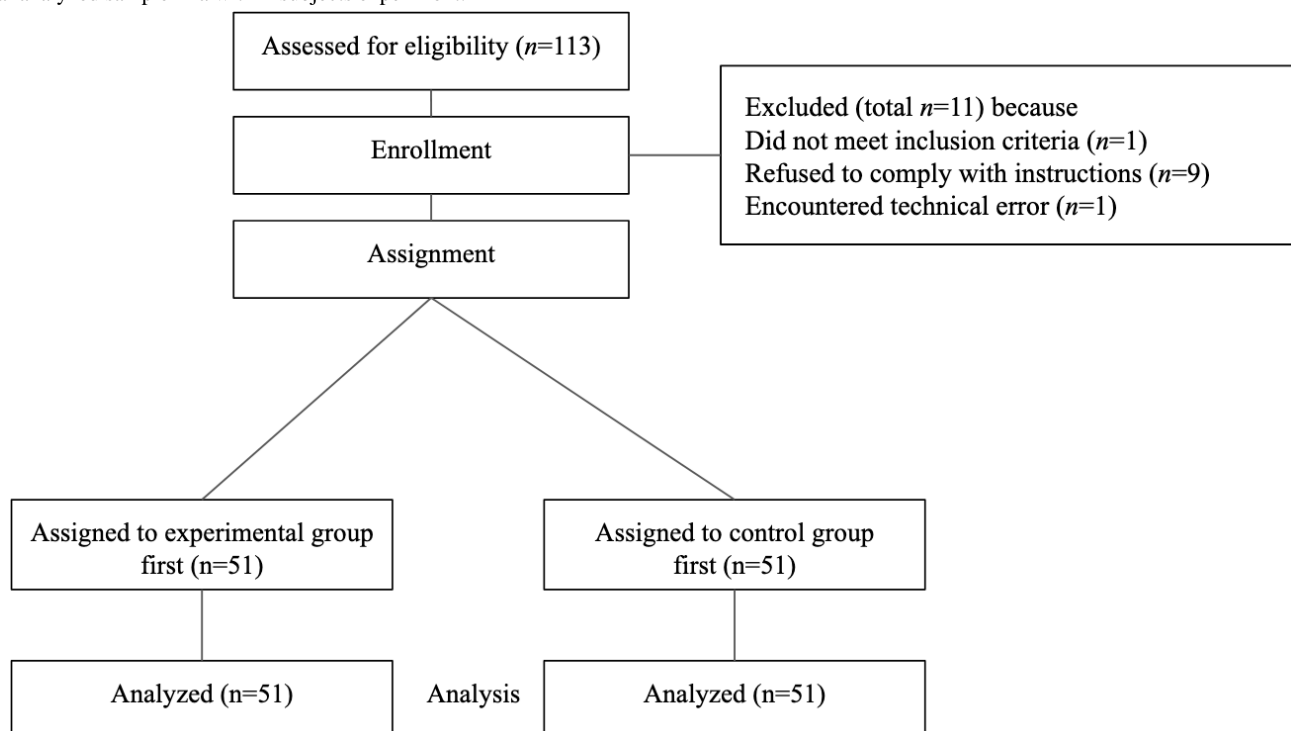 Assessed for eligibility (n=113)
Enrollment
Excluded (total n=11) because
Did not meet inclusion criteria (n=1)
Refused to comply with instructions (n=9)
Encountered technical error (n=1)
Assignment
Assigned to experimental group
first (n=51)
Assigned to control group
first (n=51)
Analyzed (n=51)
Analysis
Analyzed (n=51)